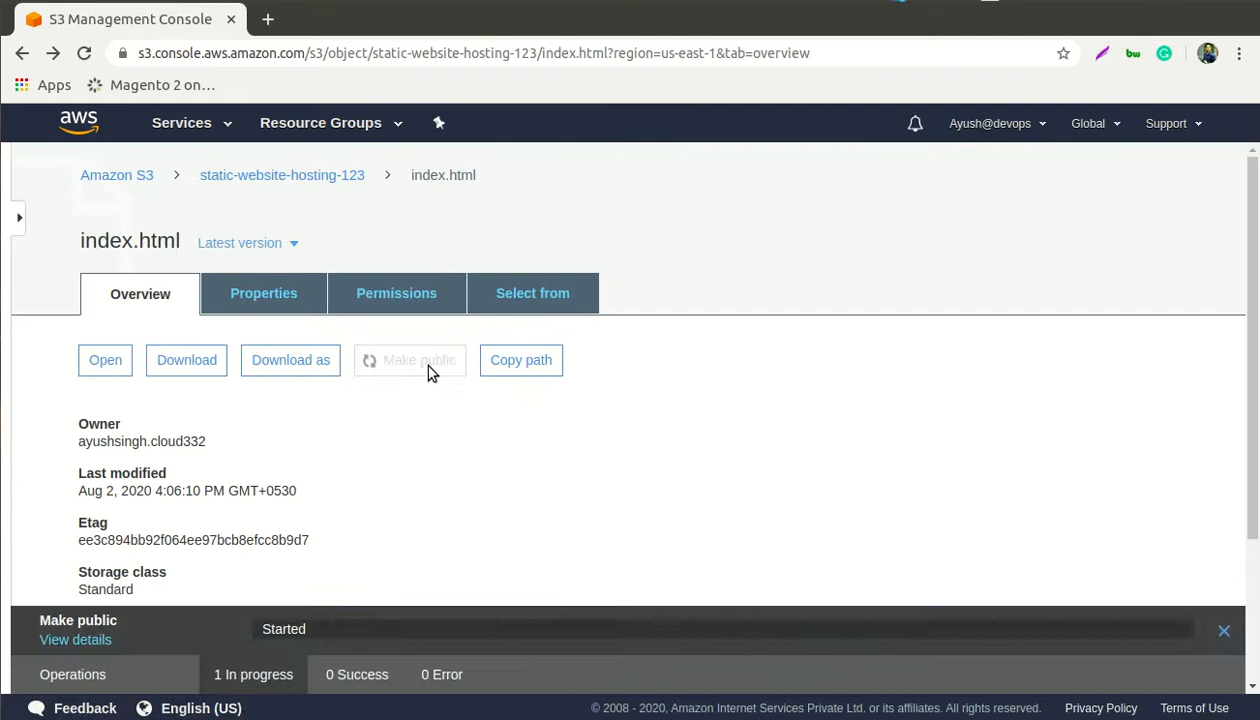 S3 Management Console
s3.console.aws.amazon.com/s3/object/static-website-hosting-123/index.html?region=us-east-1&tab=overview
bw
Apps Magento 2 on…
aws Services Resource Groups Ayush@devops Global Support
Amazon S3 static-website-hosting-123 index.html
index.html Latest version
Overview Properties Permissions Select from
Open Download Download as Make public Copy path
Owner
ayushsingh.cloud332
Last modified
Aug 2, 2020 4:06:10 PM GMT+0530
Etag
ee3c894bb92f064ee97bcb8efcc8b9d7
Storage class
Standard
Make public
Started
View details
Operations 1 In progress 0 Success 0 Error
Feedback English (US) © 2008 - 2020, Amazon Internet Services Private Ltd. or its affiliates. All rights reserved. Privacy Policy Terms of Use